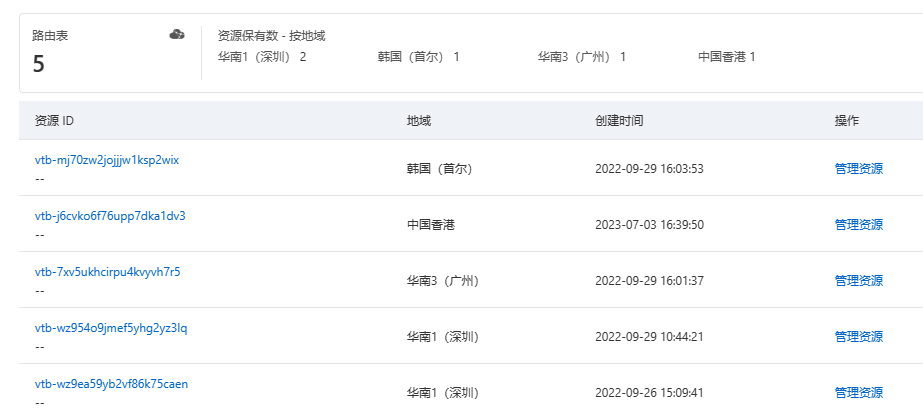 路由表
5
资源保有数 - 按地域
华南1（深圳） 2 韩国（首尔） 1 华南3（广州） 1 中国香港 1
资源 ID 地域 创建时间 操作
vtb-mj70zw2jojjjw1ksp2wix 韩国（首尔） 2022-09-29 16:03:53 管理资源
--
vtb-j6cvko6f76upp7dka1dv3 中国香港 2023-07-03 16:39:50 管理资源
--
vtb-7xv5ukhcirpu4kvyvh7r5 华南3（广州） 2022-09-29 16:01:37 管理资源
--
vtb-wz954o9jmef5yhg2yz3lq 华南1（深圳） 2022-09-29 10:44:21 管理资源
--
vtb-wz9ea59yb2vf86k75caen 华南1（深圳） 2022-09-26 15:09:41 管理资源
--